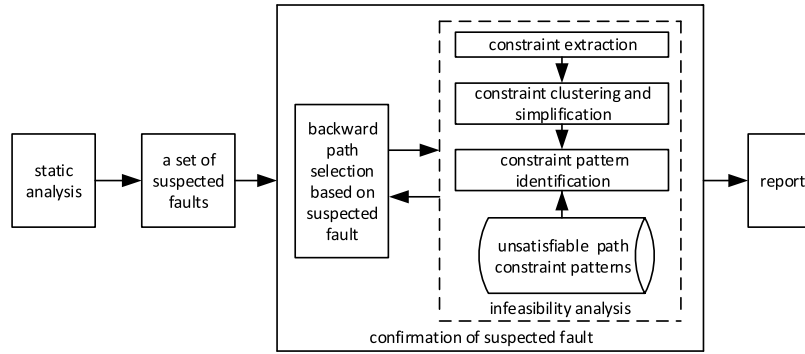 static
analysis
a set of
suspected
faults
backward
path
selection
based on
suspected
fault
constraint extraction
constraint clustering and
simplification
constraint pattern
identification
unsatisfiable path
constraint patterns
infeasibility analysis
confirmation of suspected fault
report